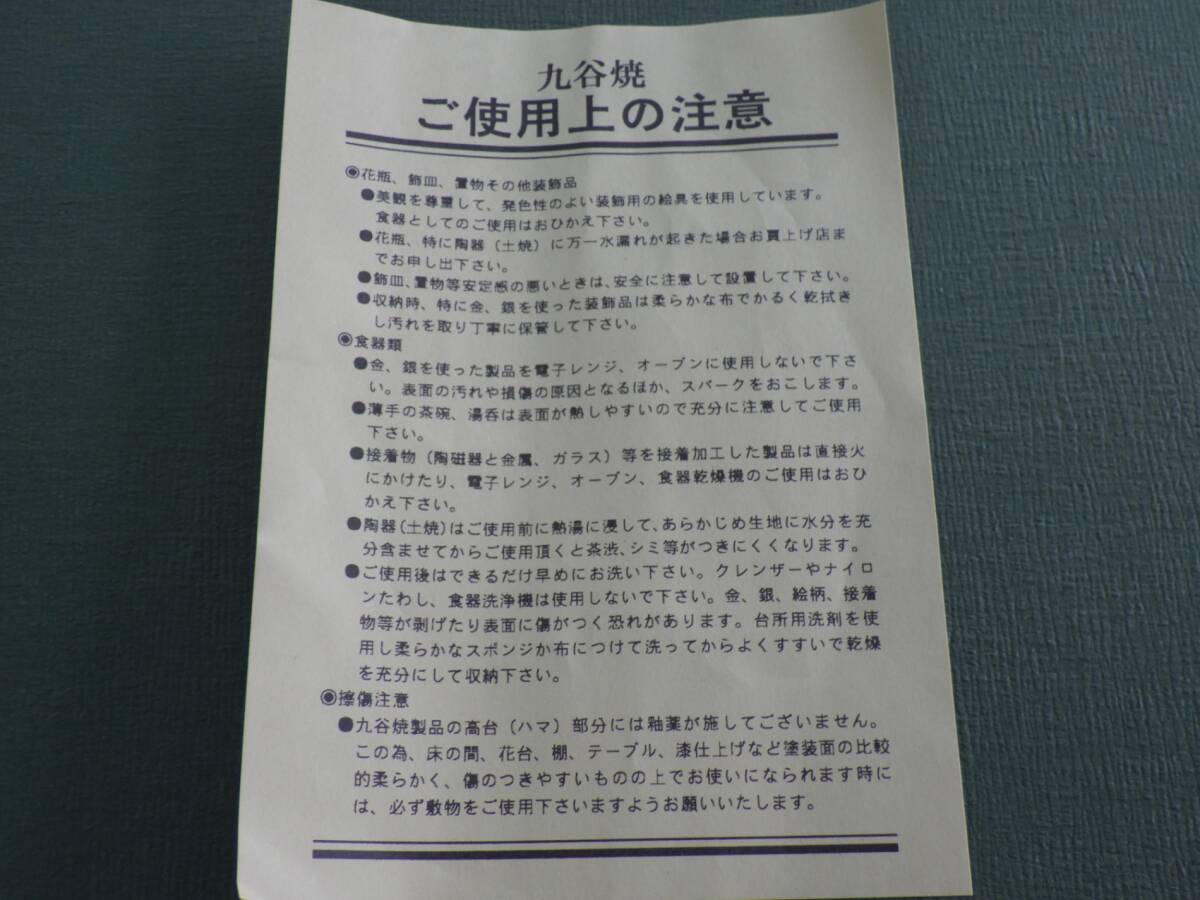 九谷焼
ご使用上の注意
◉花瓶、飾皿、置物その他装飾品
●美観を尊重して、発色性のよい装飾用の絵具を使用しています。
食器としてのご使用はおひかえ下さい。
●花瓶、特に陶器（土焼）に万一水漏れが起きた場合お買上げ店ま
でお申し出下さい。
●飾皿、置物等安定感の悪いときは、安全に注意して設置して下さい。
●収納時、特に金、銀を使った装飾品は柔らかな布でかるく乾拭き
し汚れを取り丁寧に保管して下さい。
◉食器類
●金、銀を使った製品を電子レンジ、オーブンに使用しないで下さ
い。表面の汚れや損傷の原因となるほか、スパークをおこします。
●薄手の茶碗、湯呑は表面が熱しやすいので充分に注意してご使用
下さい。
●接着物（陶磁器と金属、ガラス）等を接着加工した製品は直接火
にかけたり、電子レンジ、オーブン、食器乾燥機のご使用はおひ
かえ下さい。
●陶器（土焼）はご使用前に熱湯に浸して、あらかじめ生地に水分を充
分含ませてからご使用頂くと茶渋、シミ等がつきにくくなります。
●ご使用後はできるだけ早めにお洗い下さい。クレンザーやナイロ
ンたわし、食器洗浄機は使用しないで下さい。金、銀、絵柄、接着
物等が剥げたり表面に傷がつく恐れがあります。台所用洗剤を使
用し柔らかなスポンジか布につけて洗ってからよくすすいで乾燥
を充分にして収納下さい。
◉擦傷注意
●九谷焼製品の高台（ハマ）部分には釉薬が施してございません。
この為、床の間、花台、棚、テーブル、漆仕上げなど塗装面の比較
的柔らかく、傷のつきやすいものの上でお使いになられます時に
は、必ず敷物をご使用下さいますようお願いいたします。